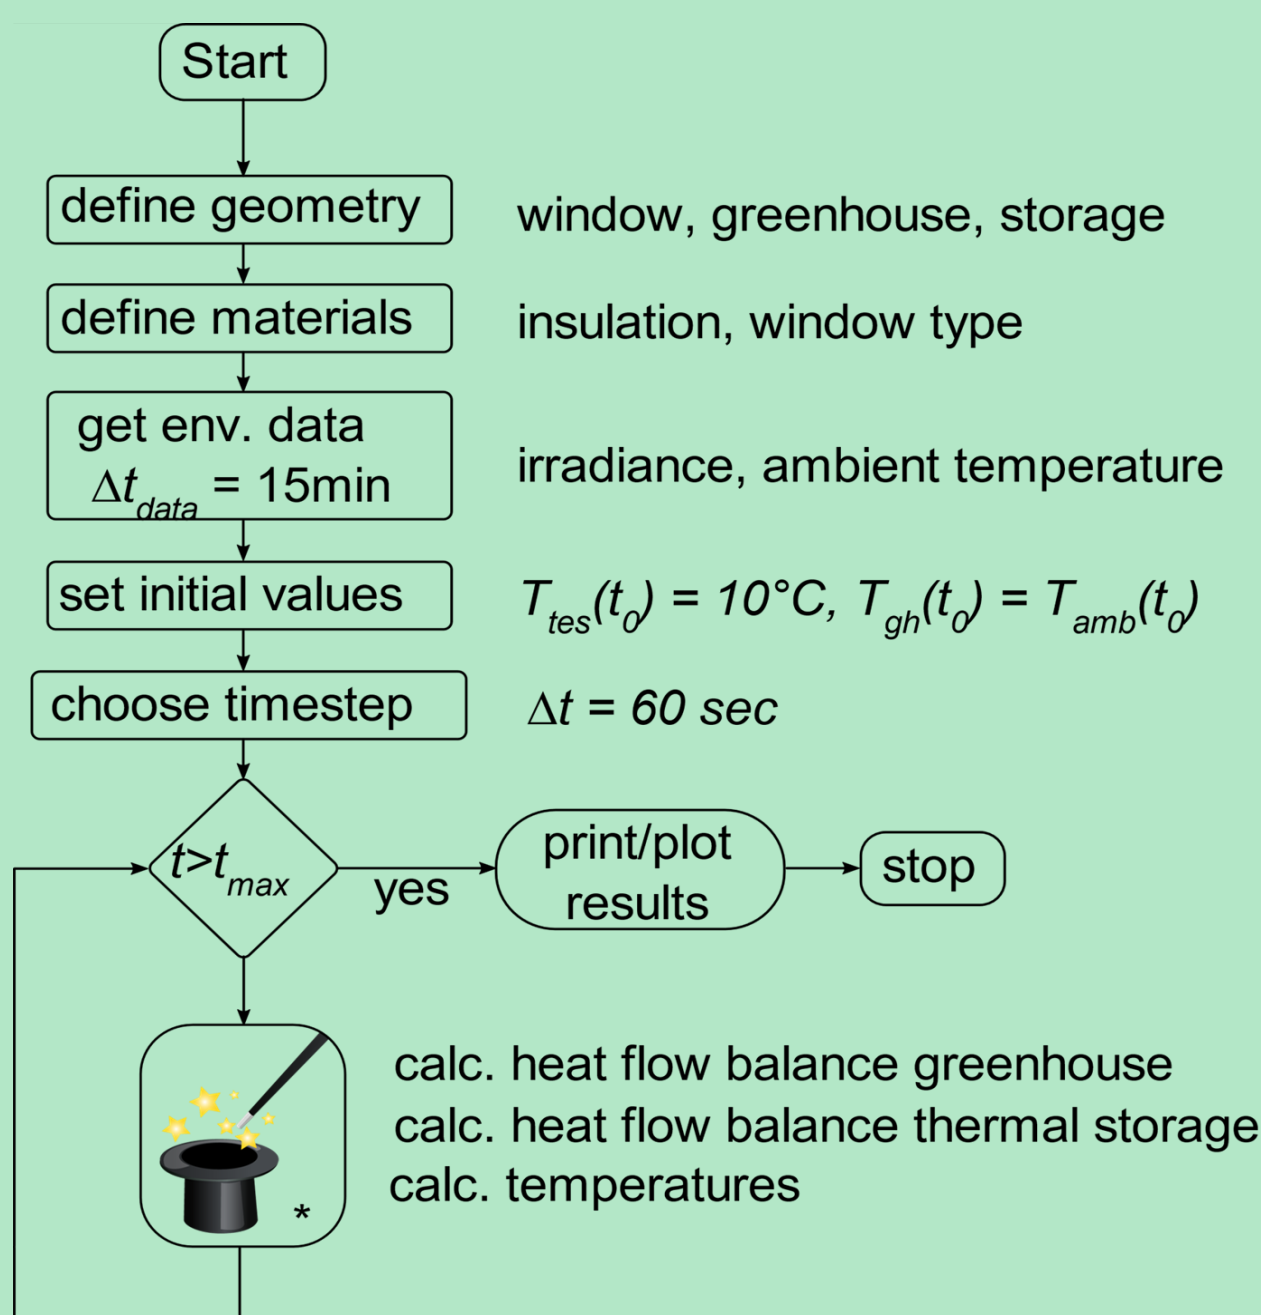 Start
define geometry
window, greenhouse, storage
define materials
insulation, window type
get env. data
Δt_data = 15min
irradiance, ambient temperature
set initial values
T_tes(t_0) = 10°C, T_gh(t_0) = T_amb(t_0)
choose timestep
Δt = 60 sec
t>t_max
yes
print/plot
results
stop
calc. heat flow balance greenhouse
calc. heat flow balance thermal storage
calc. temperatures
*